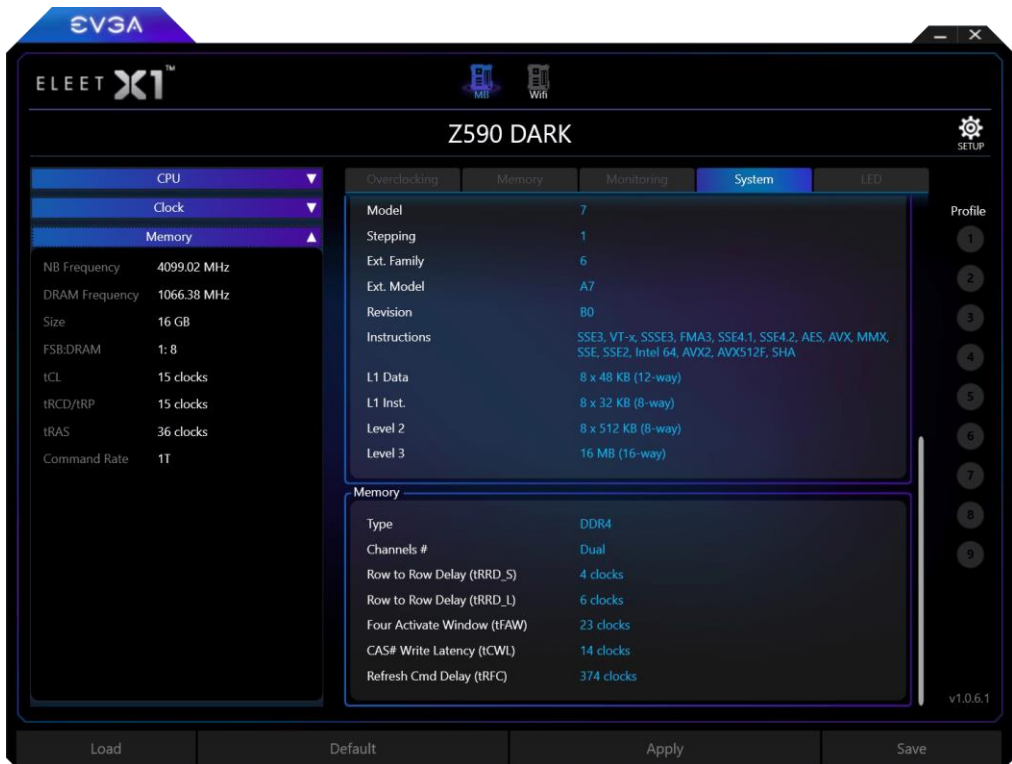 EVGA
ELEET X1™
MB
Wifi
Z590 DARK
SETUP
CPU
Clock
Memory
NB Frequency 4099.02 MHz
DRAM Frequency 1066.38 MHz
Size 16 GB
FSB:DRAM 1: 8
tCL 15 clocks
tRCD/tRP 15 clocks
tRAS 36 clocks
Command Rate 1T
Overclocking Memory Monitoring System LED
Model 7
Stepping 1
Ext. Family 6
Ext. Model A7
Revision B0
Instructions SSE3, VT-x, SSSE3, FMA3, SSE4.1, SSE4.2, AES, AVX, MMX,
SSE, SSE2, Intel 64, AVX2, AVX512F, SHA
L1 Data 8 x 48 KB (12-way)
L1 Inst. 8 x 32 KB (8-way)
Level 2 8 x 512 KB (8-way)
Level 3 16 MB (16-way)
Memory
Type DDR4
Channels # Dual
Row to Row Delay (tRRD_S) 4 clocks
Row to Row Delay (tRRD_L) 6 clocks
Four Activate Window (tFAW) 23 clocks
CAS# Write Latency (tCWL) 14 clocks
Refresh Cmd Delay (tRFC) 374 clocks
Profile
1
2
3
4
5
6
7
8
9
v1.0.6.1
Load Default Apply Save